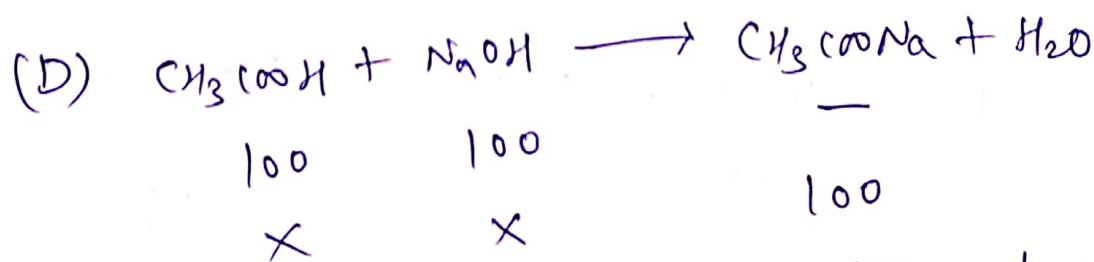 (D) CH3COOH + NaOH → CH3COONa + H2O
100 100 —
× × 100